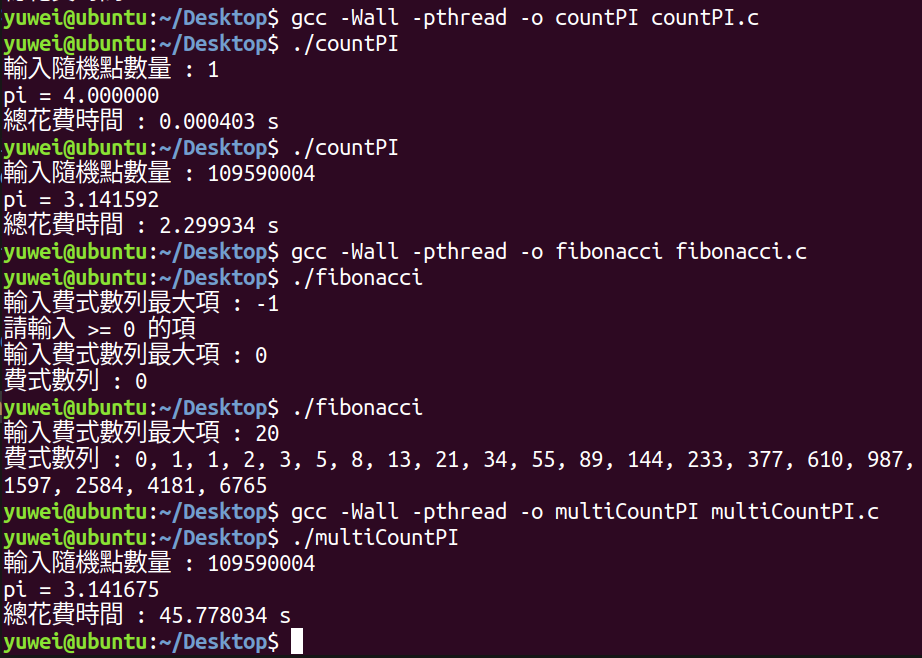 yuwei@ubuntu:~/Desktop$ gcc -Wall -pthread -o countPI countPI.c
yuwei@ubuntu:~/Desktop$ ./countPI
輸入隨機點數量 : 1
pi = 4.000000
總花費時間 : 0.000403 s
yuwei@ubuntu:~/Desktop$ ./countPI
輸入隨機點數量 : 109590004
pi = 3.141592
總花費時間 : 2.299934 s
yuwei@ubuntu:~/Desktop$ gcc -Wall -pthread -o fibonacci fibonacci.c
yuwei@ubuntu:~/Desktop$ ./fibonacci
輸入費式數列最大項 : -1
請輸入 >= 0 的項
輸入費式數列最大項 : 0
費式數列 : 0
yuwei@ubuntu:~/Desktop$ ./fibonacci
輸入費式數列最大項 : 20
費式數列 : 0, 1, 1, 2, 3, 5, 8, 13, 21, 34, 55, 89, 144, 233, 377, 610, 987,
1597, 2584, 4181, 6765
yuwei@ubuntu:~/Desktop$ gcc -Wall -pthread -o multiCountPI multiCountPI.c
yuwei@ubuntu:~/Desktop$ ./multiCountPI
輸入隨機點數量 : 109590004
pi = 3.141675
總花費時間 : 45.778034 s
yuwei@ubuntu:~/Desktop$